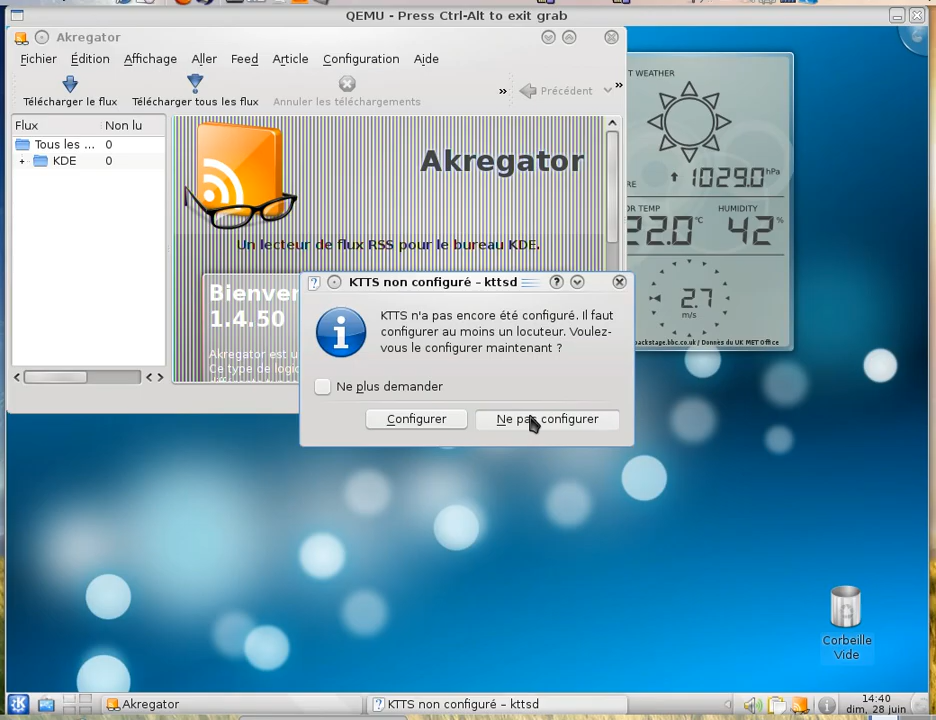 QEMU - Press Ctrl-Alt to exit grab
Akregator
Fichier Édition Affichage Aller Feed Article Configuration Aide
Télécharger le flux Télécharger tous les flux Annuler les téléchargements » Précédent »
Flux Non lu
Tous les ... 0
KDE 0
Akregator
Un lecteur de flux RSS pour le bureau KDE.
Bienver
1.4.50
Akregator est u
Ce type de logic
T WEATHER
RE 1029.0 hPa
OR TEMP HUMIDITY
22.0 °C 42 %
2.7
m/s
backstage.bbc.co.uk / Données du UK MET Office
KTTS non configuré – kttsd
KTTS n'a pas encore été configuré. Il faut
configurer au moins un locuteur. Voulez-
vous le configurer maintenant ?
Ne plus demander
Configurer Ne pas configurer
Corbeille
Vide
Akregator KTTS non configuré – kttsd
14:40
dim, 28 juin